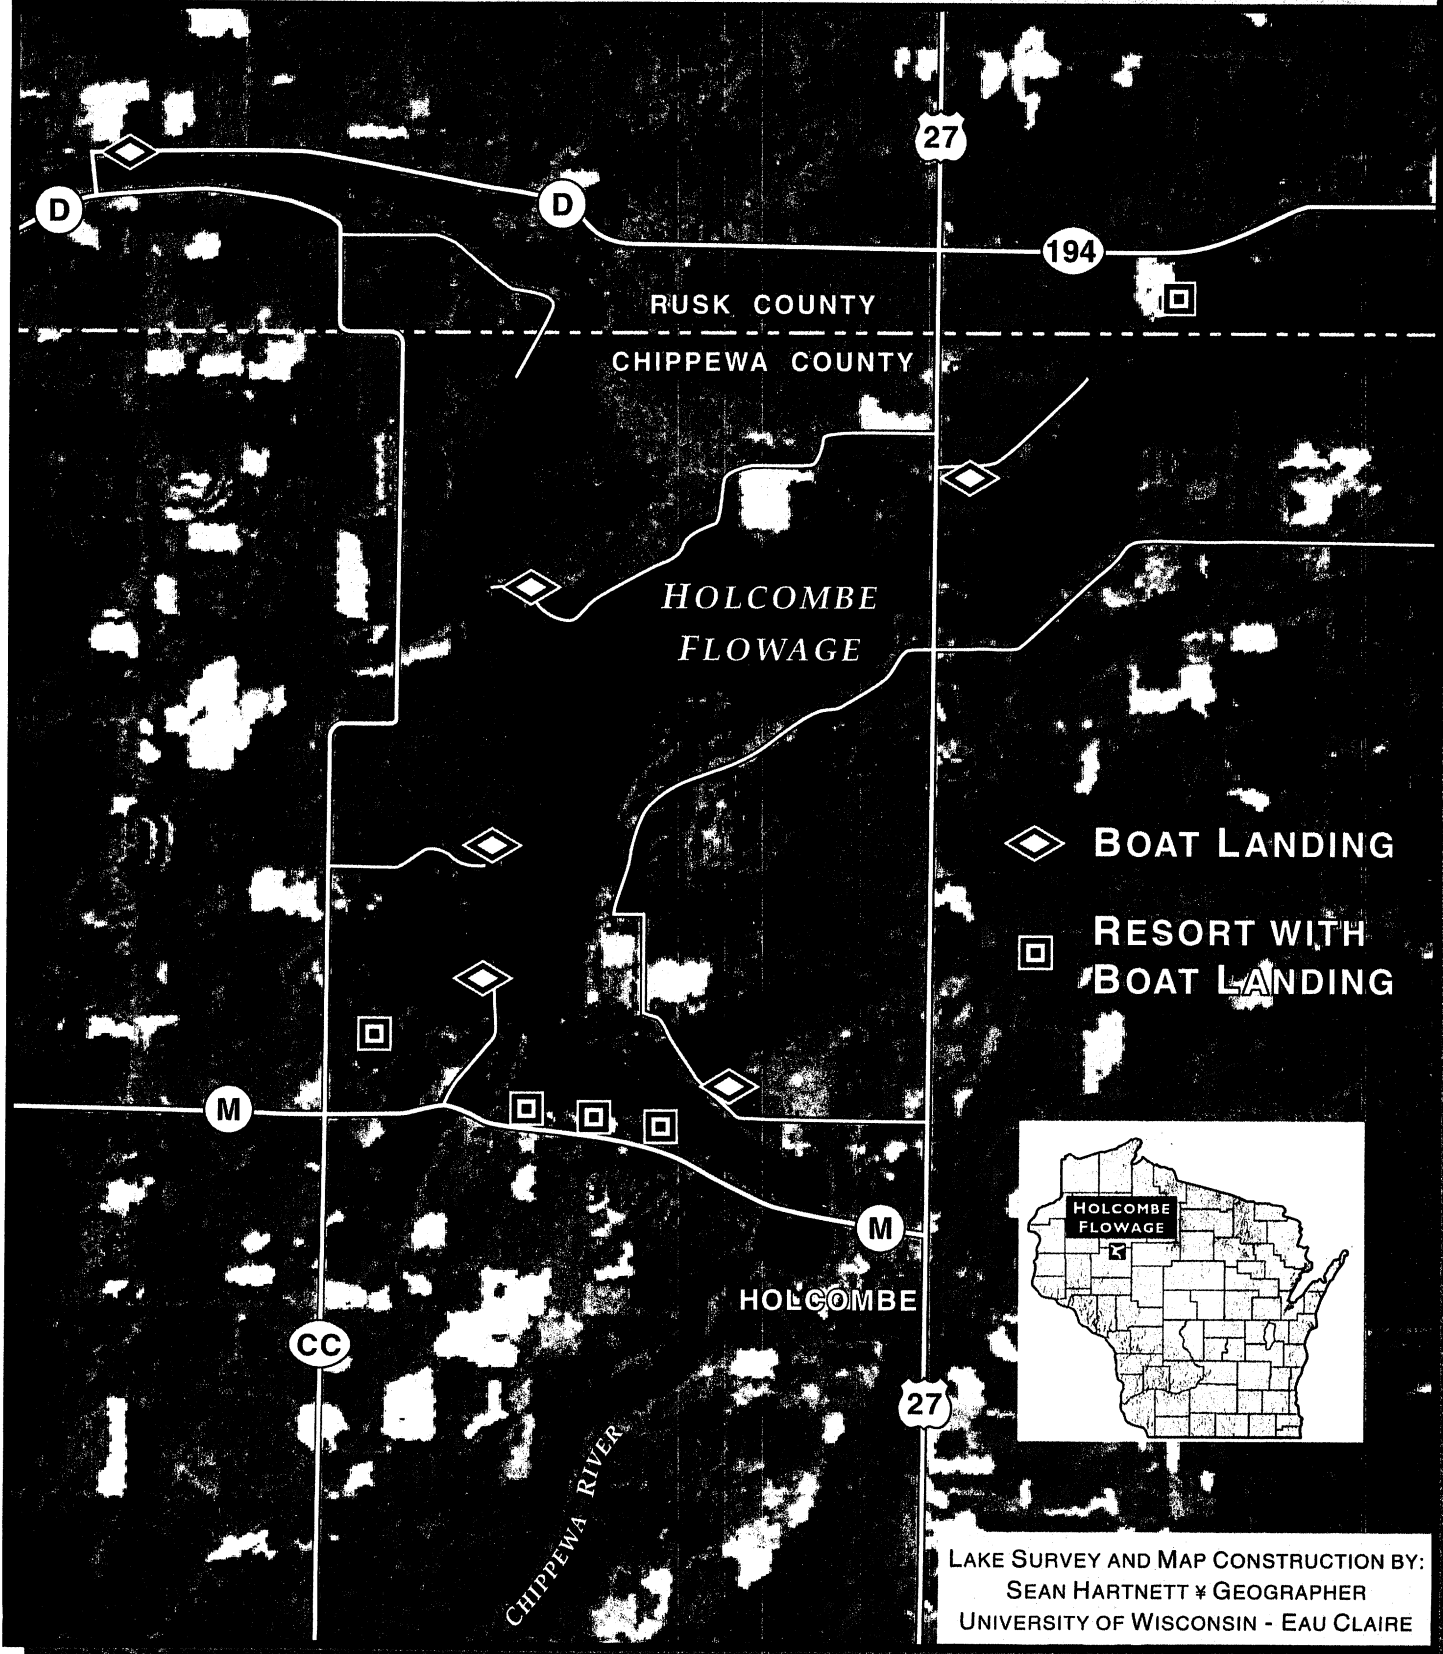 27
D
D
194
RUSK COUNTY
CHIPPEWA COUNTY
HOLCOMBE
FLOWAGE
BOAT LANDING
RESORT WITH
BOAT LANDING
M
HOLCOMBE
FLOWAGE
M
HOLCOMBE
CC
27
CHIPPEWA RIVER
LAKE SURVEY AND MAP CONSTRUCTION BY:
SEAN HARTNETT ¥ GEOGRAPHER
UNIVERSITY OF WISCONSIN - EAU CLAIRE